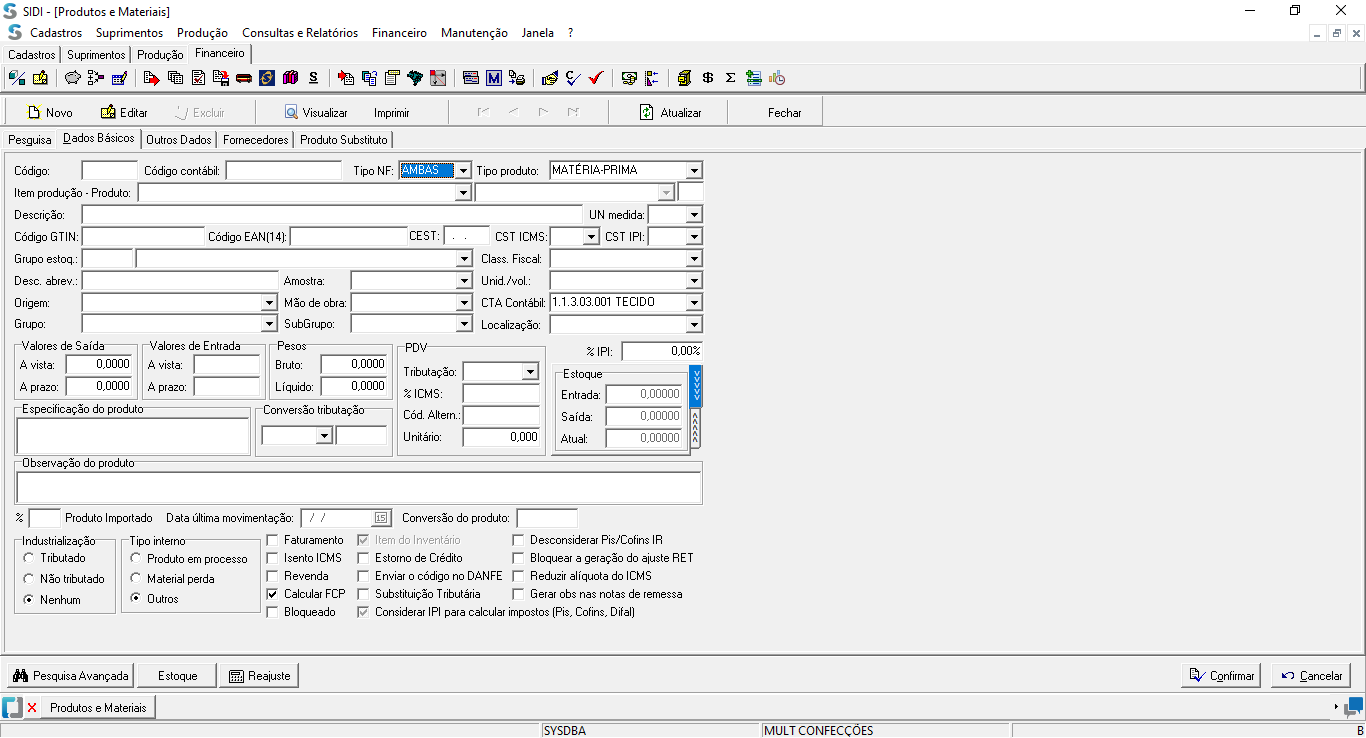 SIDI - [Produtos e Materiais]
Cadastros Suprimentos Produção Consultas e Relatórios Financeiro Manutenção Janela ?
Cadastros Suprimentos Produção Financeiro
Novo Editar Excluir Visualizar Imprimir Atualizar Fechar
Pesquisa Dados Básicos Outros Dados Fornecedores Produto Substituto
Código: Código contábil: Tipo NF: AMBAS Tipo produto: MATÉRIA-PRIMA
Item produção - Produto:
Descrição: UN medida:
Código GTIN: Código EAN(14): CEST: . . CST ICMS: CST IPI:
Grupo estoq.: Class. Fiscal:
Desc. abrev.: Amostra: Unid./vol.:
Origem: Mão de obra: CTA Contábil: 1.1.3.03.001 TECIDO
Grupo: SubGrupo: Localização:
Valores de Saída Valores de Entrada Pesos PDV % IPI: 0,00%
A vista: 0,0000 A vista: Bruto: 0,0000 Tributação: Estoque
A prazo: 0,0000 A prazo: Líquido: 0,0000 % ICMS: Entrada: 0,00000
Especificação do produto Conversão tributação Cód. Altern.: Saída: 0,00000
Unitário: 0,000 Atual: 0,00000
Observação do produto
% Produto Importado Data última movimentação: / / 15 Conversão do produto:
Industrialização Tipo interno Faturamento Item do Inventário Desconsiderar Pis/Cofins IR
Tributado Produto em processo Isento ICMS Estorno de Crédito Bloquear a geração do ajuste RET
Não tributado Material perda Revenda Enviar o código no DANFE Reduzir alíquota do ICMS
Nenhum Outros Calcular FCP Substituição Tributária Gerar obs nas notas de remessa
Bloqueado Considerar IPI para calcular impostos (Pis, Cofins, Difal)
Pesquisa Avançada Estoque Reajuste Confirmar Cancelar
Produtos e Materiais
SYSDBA MULT CONFECÇÕES B